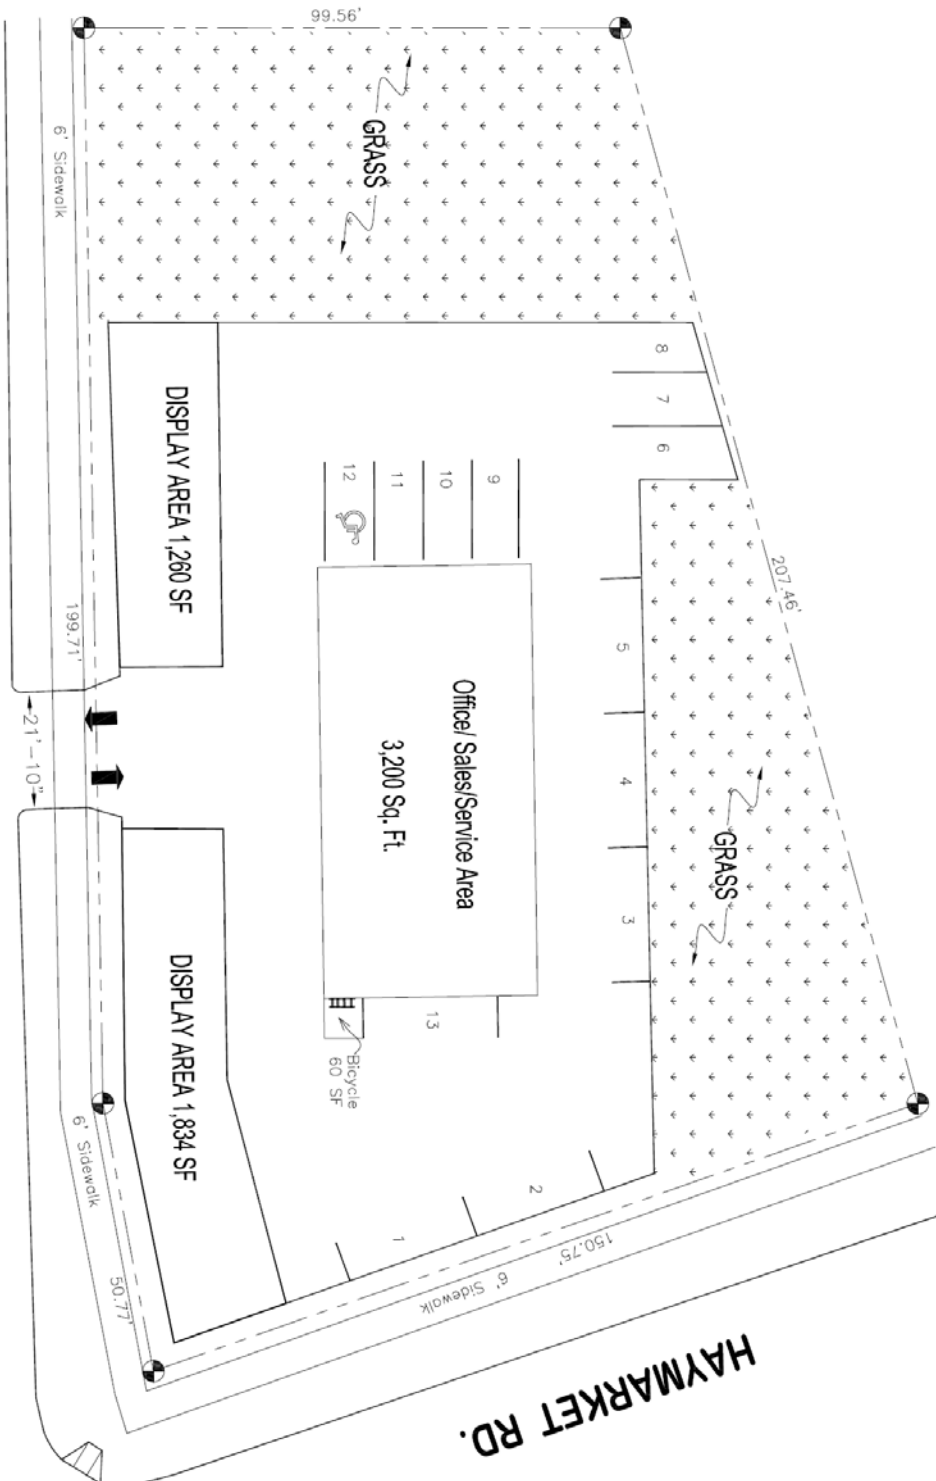 99.56'
6' Sidewalk
GRASS
8
7
6
DISPLAY AREA 1,260 SF
12
11
10
9
207.46'
199.71'
5
Office/ Sales/Service Area
3,200 Sq. Ft.
21'-10"
4
GRASS
3
DISPLAY AREA 1,834 SF
13
Bicycle
60 SF
6' Sidewalk
2
1
150.75'
6' Sidewalk
50.77'
HAYMARKET RD.